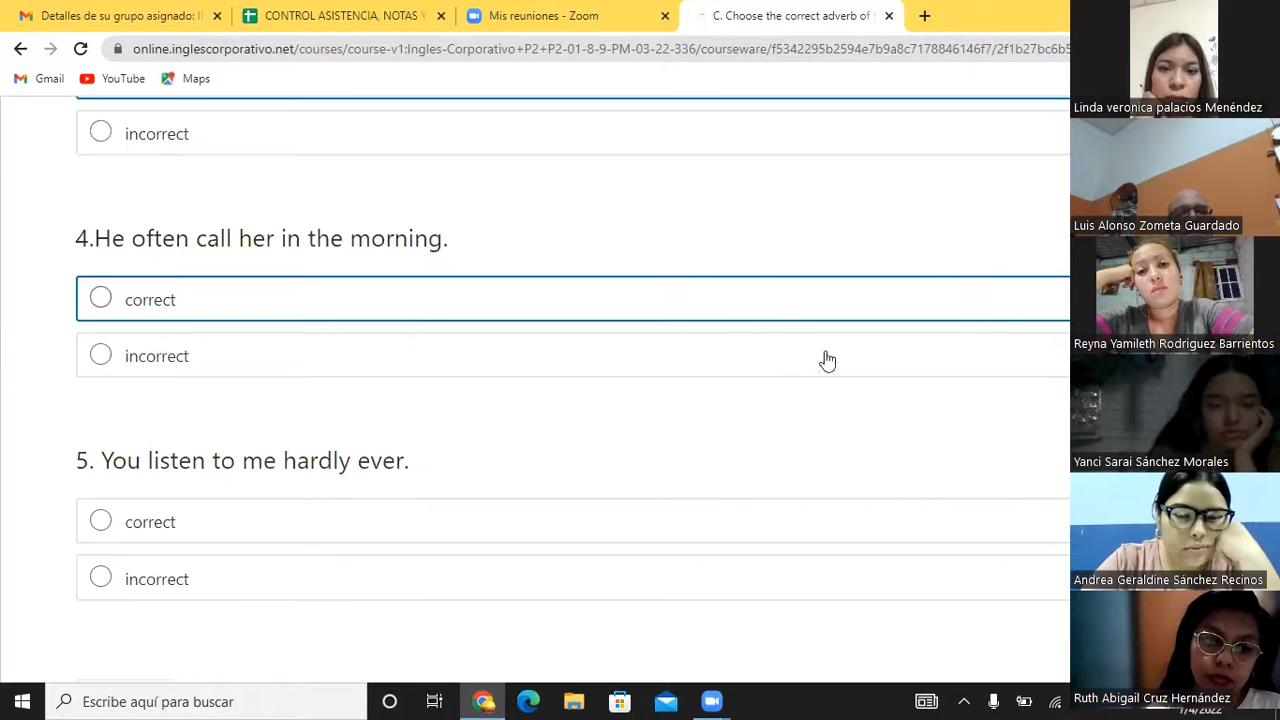 Detalles de su grupo asignado: I
CONTROL ASISTENCIA, NOTAS Y
Mis reuniones - Zoom
C. Choose the correct adverb of f
online.inglescorporativo.net/courses/course-v1:Ingles-Corporativo+P2+P2-01-8-9-PM-03-22-336/courseware/f5342295b2594e7b9a8c7178846146f7/2f1b27bc6b5
Gmail
YouTube
Maps
incorrect
4.He often call her in the morning.
correct
incorrect
5. You listen to me hardly ever.
correct
incorrect
Linda veronica palacios Menéndez
Luis Alonso Zometa Guardado
Reyna Yamileth Rodriguez Barrientos
Yanci Sarai Sánchez Morales
Andrea Geraldine Sánchez Recinos
Ruth Abigail Cruz Hernández
Escribe aquí para buscar
1/4/2022